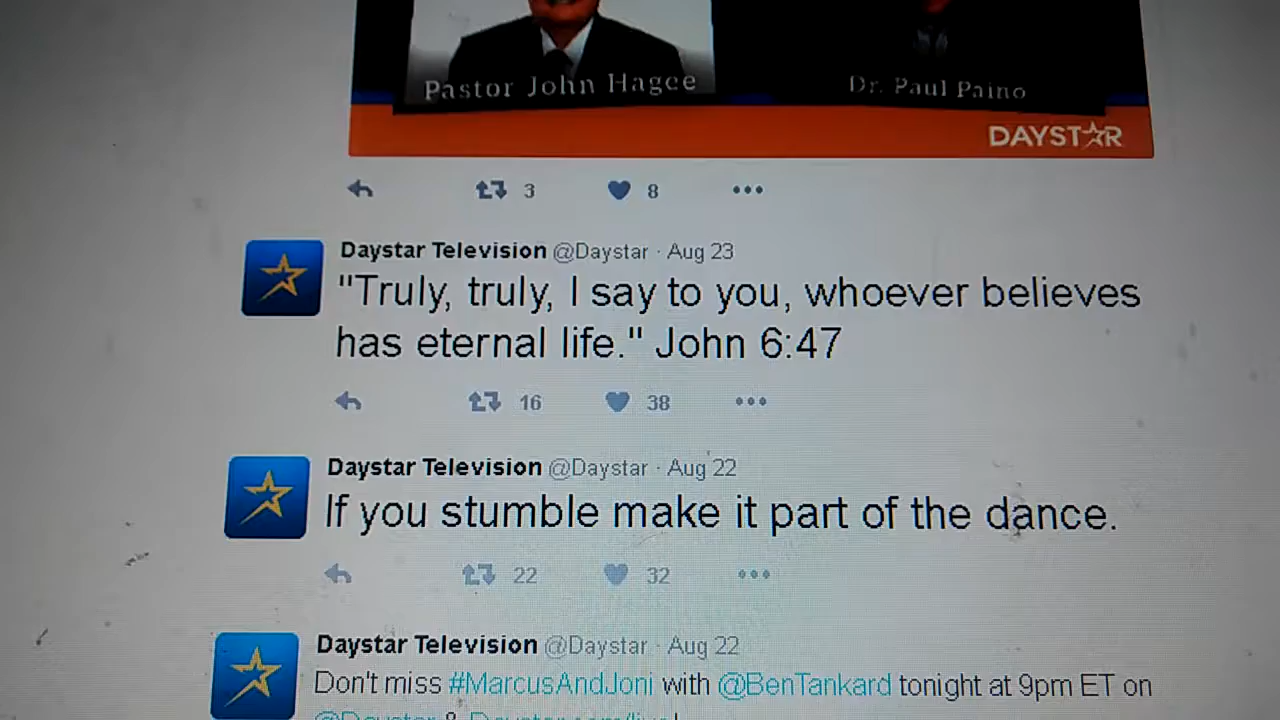 Pastor John Hagee
Dr. Paul Paino
DAYSTAR
3 8
Daystar Television @Daystar · Aug 23
"Truly, truly, I say to you, whoever believes
has eternal life." John 6:47
16 38
Daystar Television @Daystar · Aug 22
If you stumble make it part of the dance.
22 32
Daystar Television @Daystar · Aug 22
Don't miss #MarcusAndJoni with @BenTankard tonight at 9pm ET on